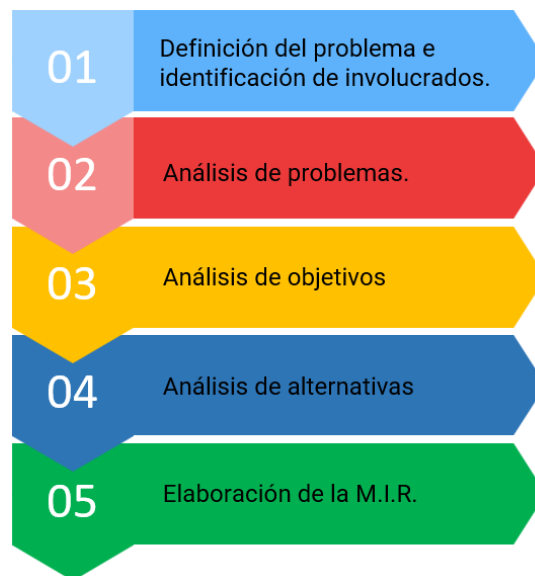 01
Definición del problema e
identificación de involucrados.
02
Análisis de problemas.
03
Análisis de objetivos
04
Análisis de alternativas
05
Elaboración de la M.I.R.